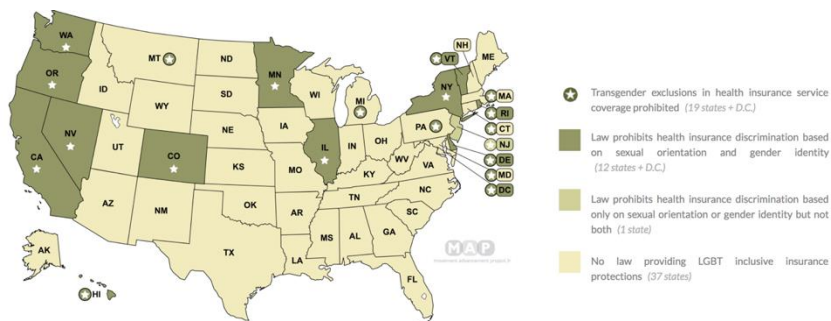 WA
OR
CA
NV
ID
MT
WY
UT
AZ
CO
NM
ND
SD
NE
KS
OK
TX
MN
IA
MO
AR
LA
WI
IL
MI
IN
OH
KY
TN
MS
AL
GA
FL
SC
NC
VA
WV
PA
NY
VT
NH
ME
MA
RI
CT
NJ
DE
MD
DC
AK
HI
MAP
movement advancement project
Transgender exclusions in health insurance service
coverage prohibited (19 states + D.C.)
Law prohibits health insurance discrimination based
on sexual orientation and gender identity
(12 states + D.C.)
Law prohibits health insurance discrimination based
only on sexual orientation or gender identity but not
both (1 state)
No law providing LGBT inclusive insurance
protections (37 states)